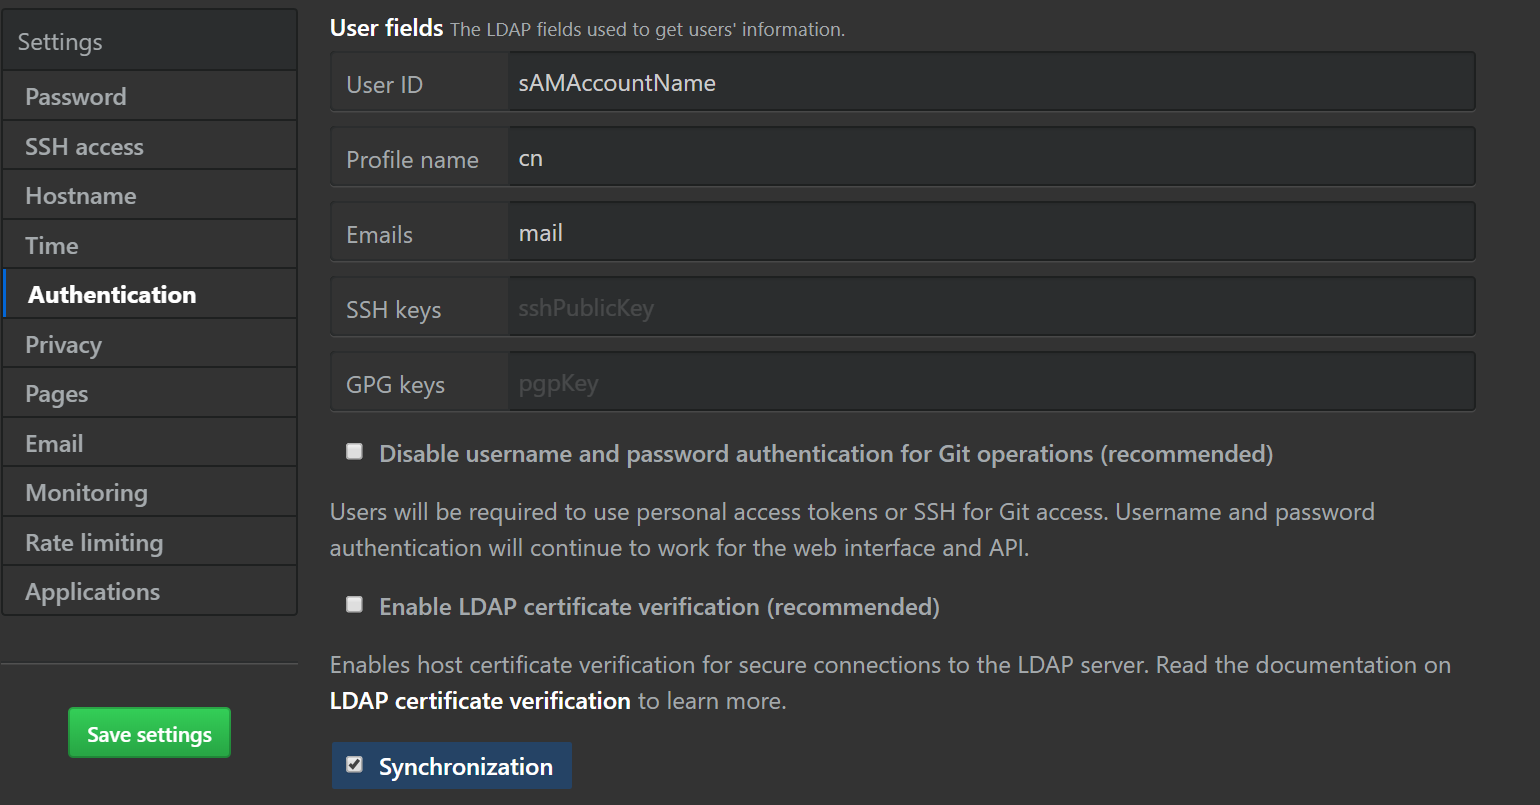 Settings
Password
SSH access
Hostname
Time
Authentication
Privacy
Pages
Email
Monitoring
Rate limiting
Applications
Save settings
User fields The LDAP fields used to get users' information.
User ID sAMAccountName
Profile name cn
Emails mail
SSH keys sshPublicKey
GPG keys pgpKey
Disable username and password authentication for Git operations (recommended)
Users will be required to use personal access tokens or SSH for Git access. Username and password
authentication will continue to work for the web interface and API.
Enable LDAP certificate verification (recommended)
Enables host certificate verification for secure connections to the LDAP server. Read the documentation on
LDAP certificate verification to learn more.
Synchronization